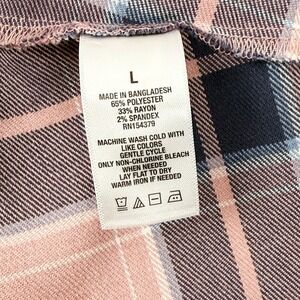 L
MADE IN BANGLADESH
65% POLYESTER
33% RAYON
2% SPANDEX
RN154379
MACHINE WASH COLD WITH
LIKE COLORS
GENTLE CYCLE
ONLY NON-CHLORINE BLEACH
WHEN NEEDED
LAY FLAT TO DRY
WARM IRON IF NEEDED